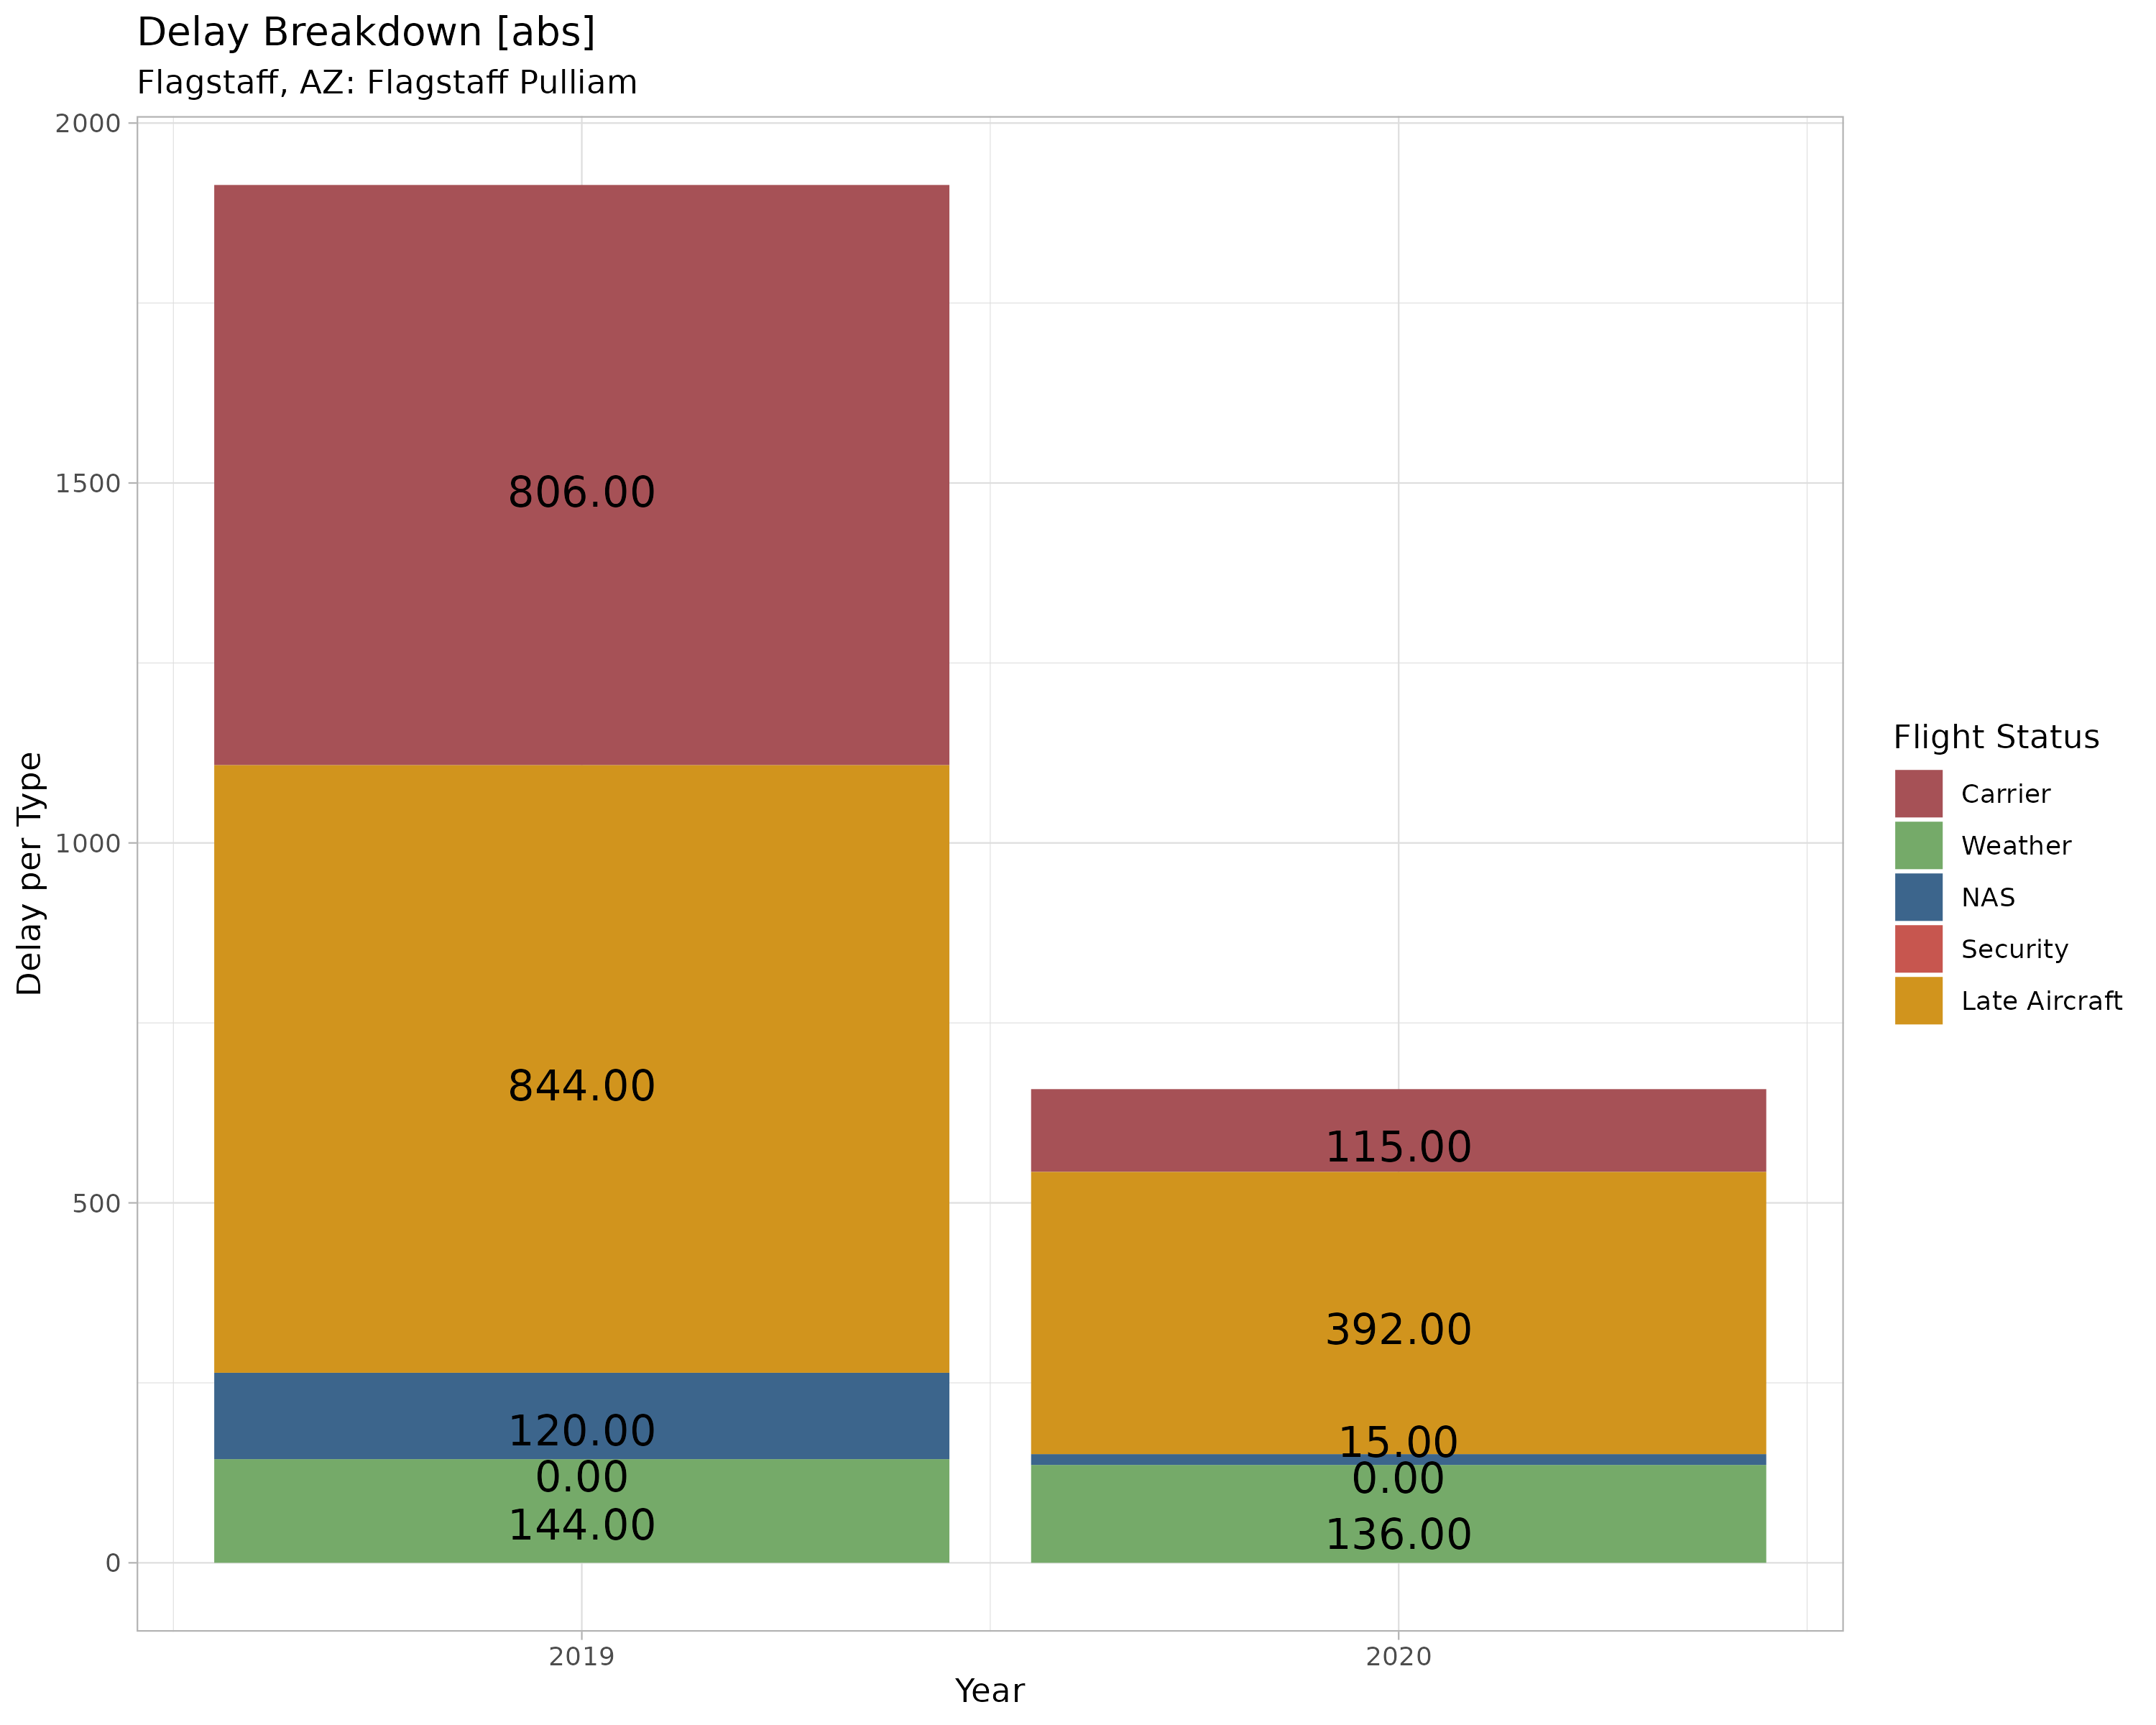 Delay Breakdown [abs]
Flagstaff, AZ: Flagstaff Pulliam
Delay per Type
2000
1500
1000
500
0
806.00
844.00
120.00
0.00
144.00
115.00
392.00
15.00
0.00
136.00
2019
2020
Year
Flight Status
Carrier
Weather
NAS
Security
Late Aircraft